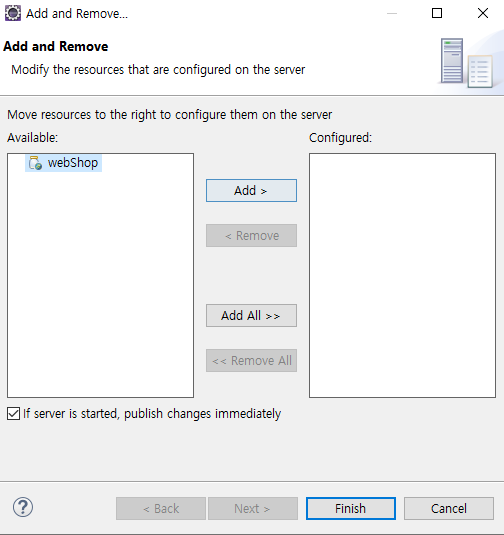 Add and Remove...
Add and Remove
Modify the resources that are configured on the server
Move resources to the right to configure them on the server
Available:
Configured:
webShop
Add >
< Remove
Add All >>
<< Remove All
If server is started, publish changes immediately
?
< Back
Next >
Finish
Cancel